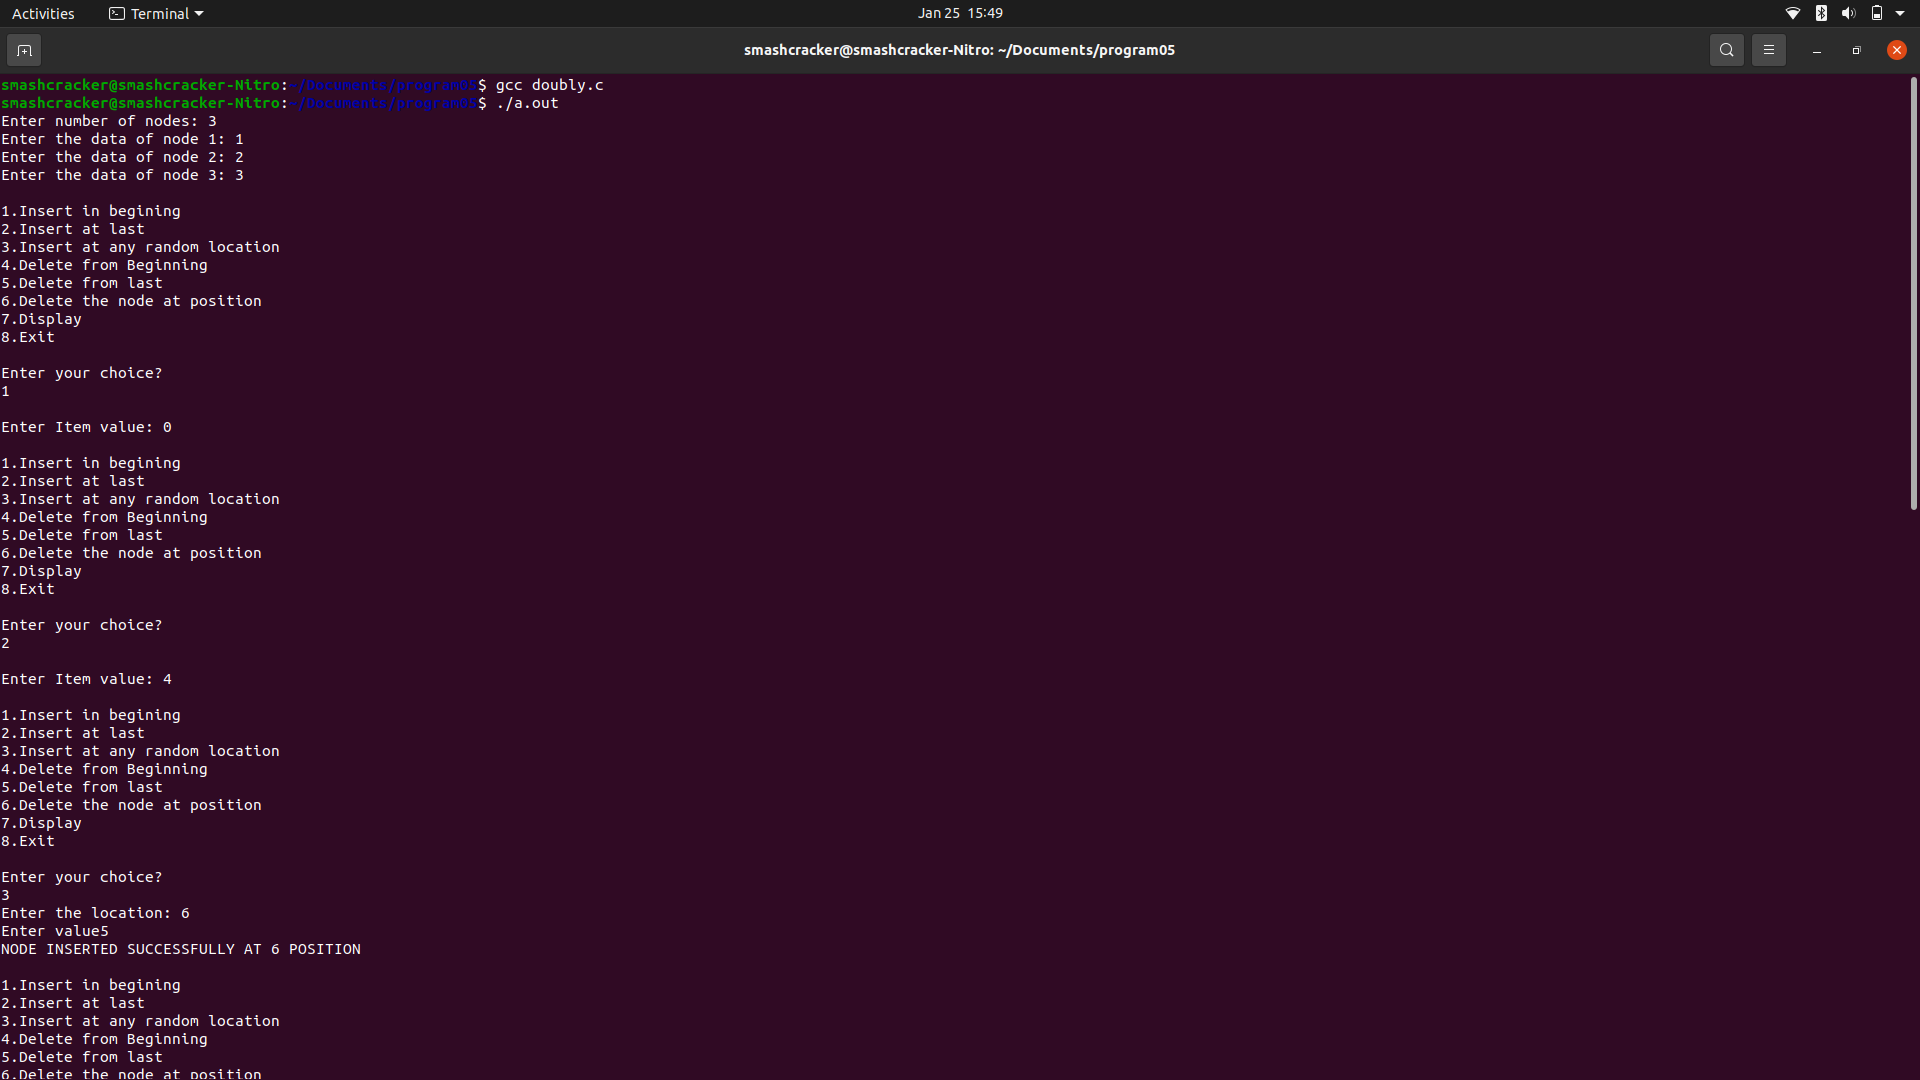 Activities Terminal Jan 25 15:49
smashcracker@smashcracker-Nitro: ~/Documents/program05
smashcracker@smashcracker-Nitro:~/Documents/program05$ gcc doubly.c
smashcracker@smashcracker-Nitro:~/Documents/program05$ ./a.out
Enter number of nodes: 3
Enter the data of node 1: 1
Enter the data of node 2: 2
Enter the data of node 3: 3
1.Insert in begining
2.Insert at last
3.Insert at any random location
4.Delete from Beginning
5.Delete from last
6.Delete the node at position
7.Display
8.Exit
Enter your choice?
1
Enter Item value: 0
1.Insert in begining
2.Insert at last
3.Insert at any random location
4.Delete from Beginning
5.Delete from last
6.Delete the node at position
7.Display
8.Exit
Enter your choice?
2
Enter Item value: 4
1.Insert in begining
2.Insert at last
3.Insert at any random location
4.Delete from Beginning
5.Delete from last
6.Delete the node at position
7.Display
8.Exit
Enter your choice?
3
Enter the location: 6
Enter value5
NODE INSERTED SUCCESSFULLY AT 6 POSITION
1.Insert in begining
2.Insert at last
3.Insert at any random location
4.Delete from Beginning
5.Delete from last
6.Delete the node at position